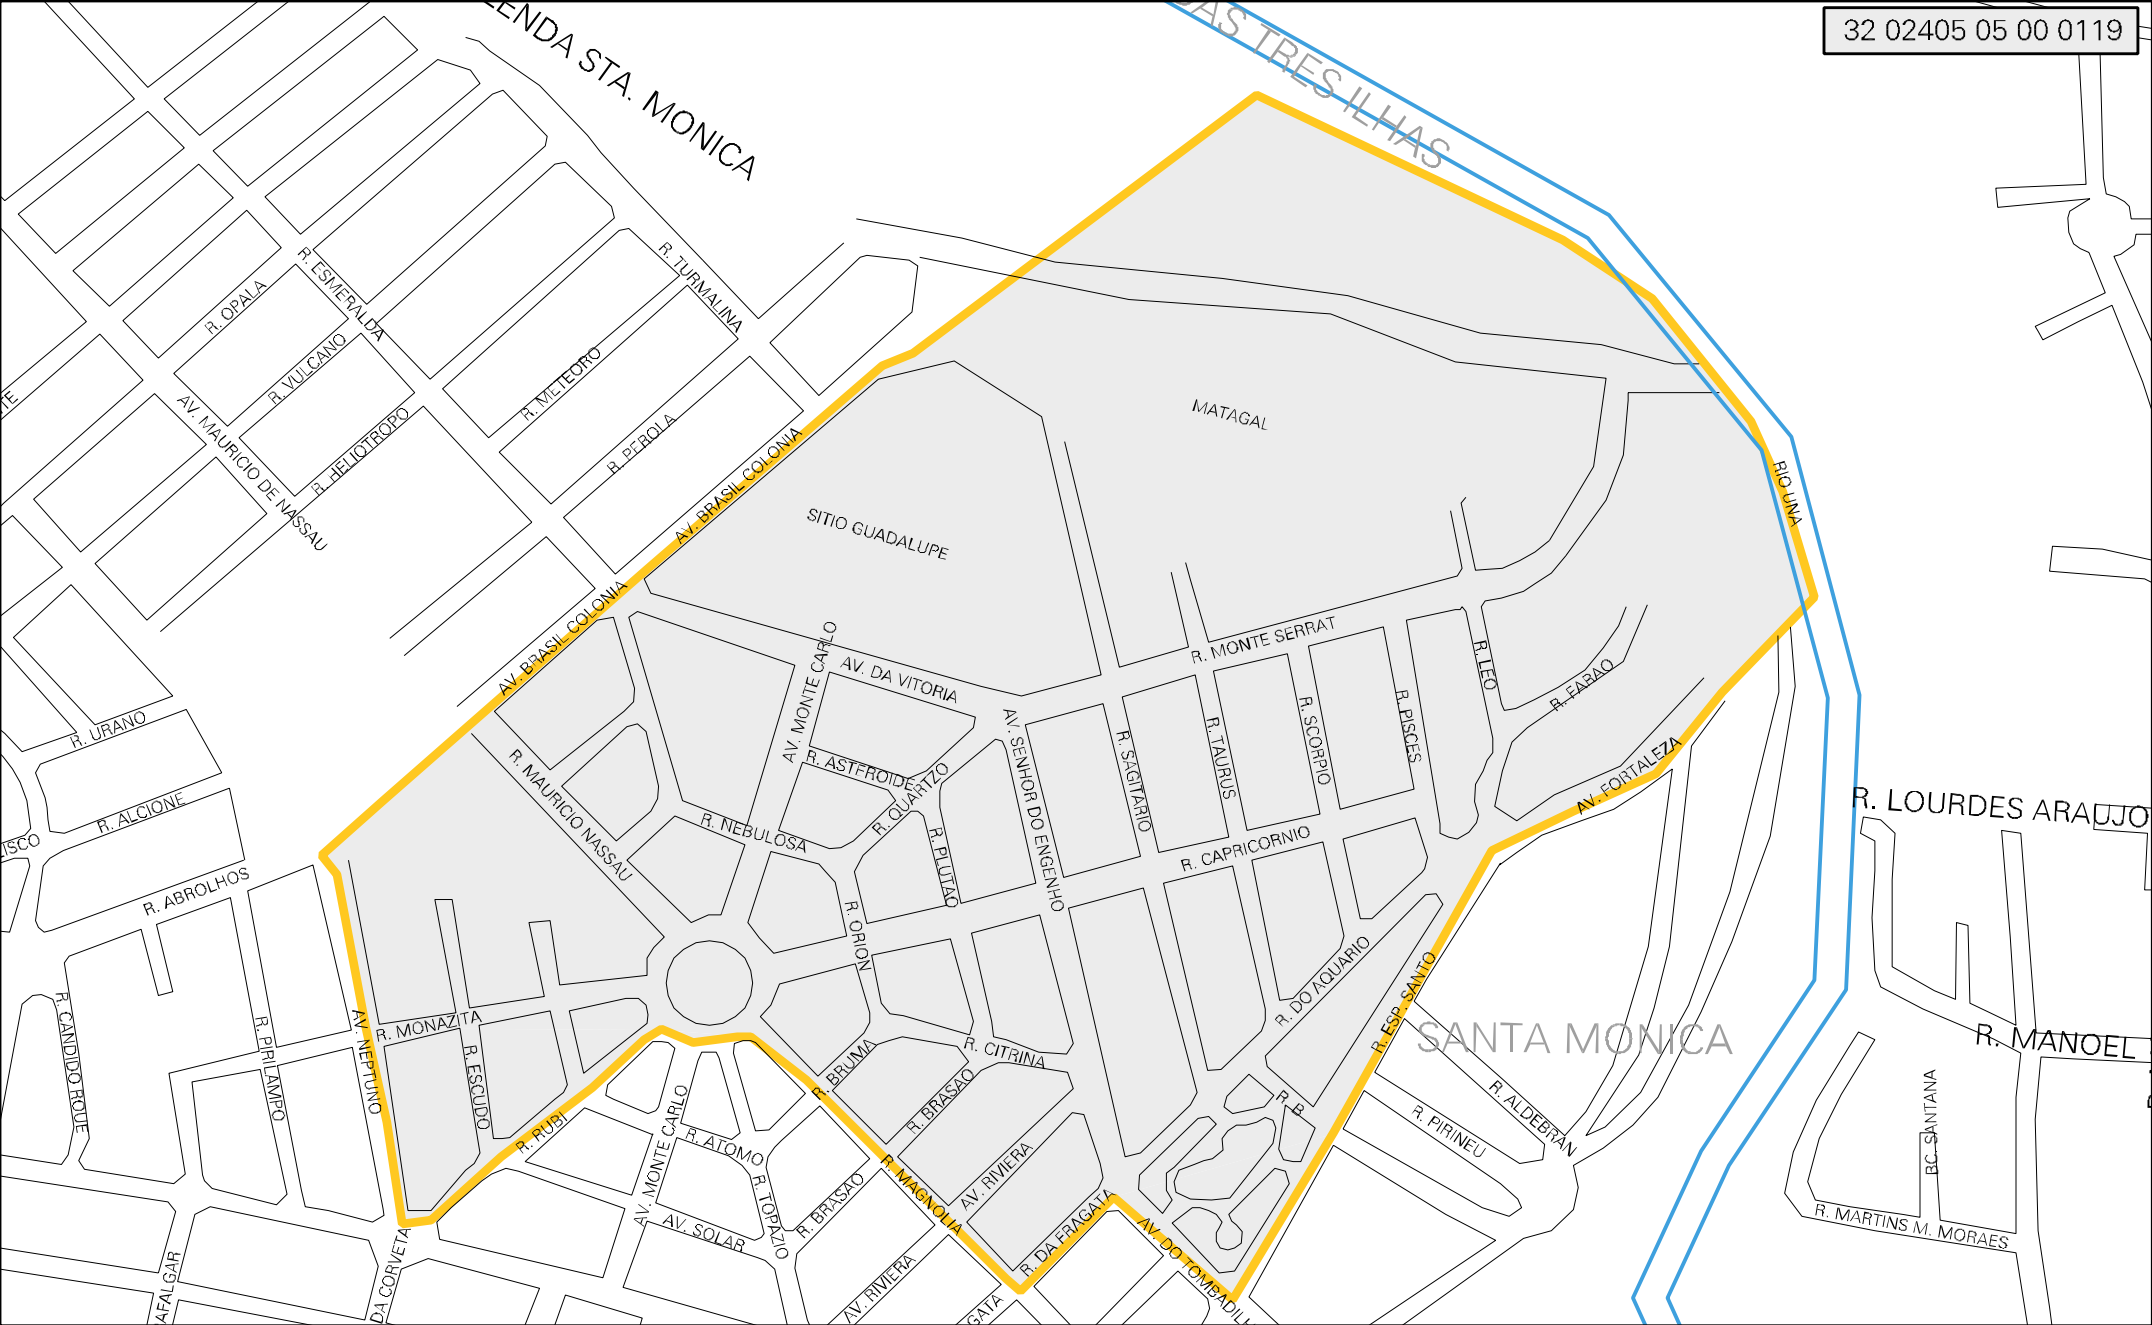 32 02405 05 00 0119
DAS TRES ILHAS
STA. MONICA
R. TURMALINA
R. ESMERALDA
R. OPALA
R. VULCANO
R. METEORO
R. PEROLA
AV. MAURICIO DE NASSAU
R. HELIOTROPO
AV. BRASIL COLONIA
MATAGAL
SITIO GUADALUPE
RIO UNA
AV. BRASIL COLONIA
R. MONTE SERRAT
AV. MONTE CARLO
AV. DA VITORIA
R. LEO
R. FARAO
R. PISCES
R. SCORPIO
R. TAURUS
R. SAGITARIO
AV. SENHOR DO ENGENHO
R. URANO
R. ALCIONE
R. ABROLHOS
R. MAURICIO NASSAU
R. ASTEROIDE
R. QUARTZO
R. NEBULOSA
R. PLUTAO
R. CAPRICORNIO
AV. FORTALEZA
R. LOURDES ARAUJO
R. ORION
R. DO AQUARIO
R. ESP. SANTO
SANTA MONICA
R. MANOEL
R. CANDIDO ROQUE
R. PIRILAMPO
AV. NEPTUNO
R. MONAZITA
R. ESCUDO
R. RUBI
R. BRUMA
R. CITRINA
R. BRASAO
R. B
R. ALDEBRAN
R. PIRINEU
BC. SANTANA
AV. MONTE CARLO
R. ATOMO
R. TOPAZIO
R. BRASAO
R. MAGNOLIA
AV. RIVIERA
R. DA FRAGATA
AV. SOLAR
AV. RIVIERA
R. MARTINS M. MORAES
DA CORVETA